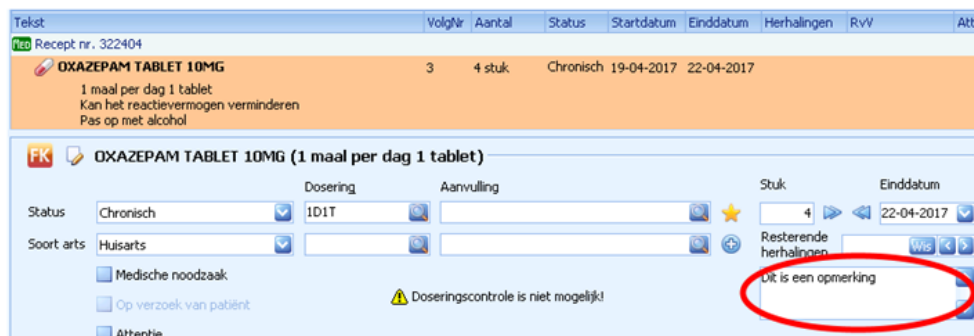 Tekst VolgNr Aantal Status Startdatum Einddatum Herhalingen RvV Att
Med Recept nr. 322404
OXAZEPAM TABLET 10MG 3 4 stuk Chronisch 19-04-2017 22-04-2017
1 maal per dag 1 tablet
Kan het reactievermogen verminderen
Pas op met alcohol
FK OXAZEPAM TABLET 10MG (1 maal per dag 1 tablet)
Dosering Aanvulling Stuk Einddatum
Status Chronisch 1D1T 4 22-04-2017
Soort arts Huisarts Resterende herhalingen Wis
Medische noodzaak Dit is een opmerking
Op verzoek van patiënt Doseringscontrole is niet mogelijk!
Attentie